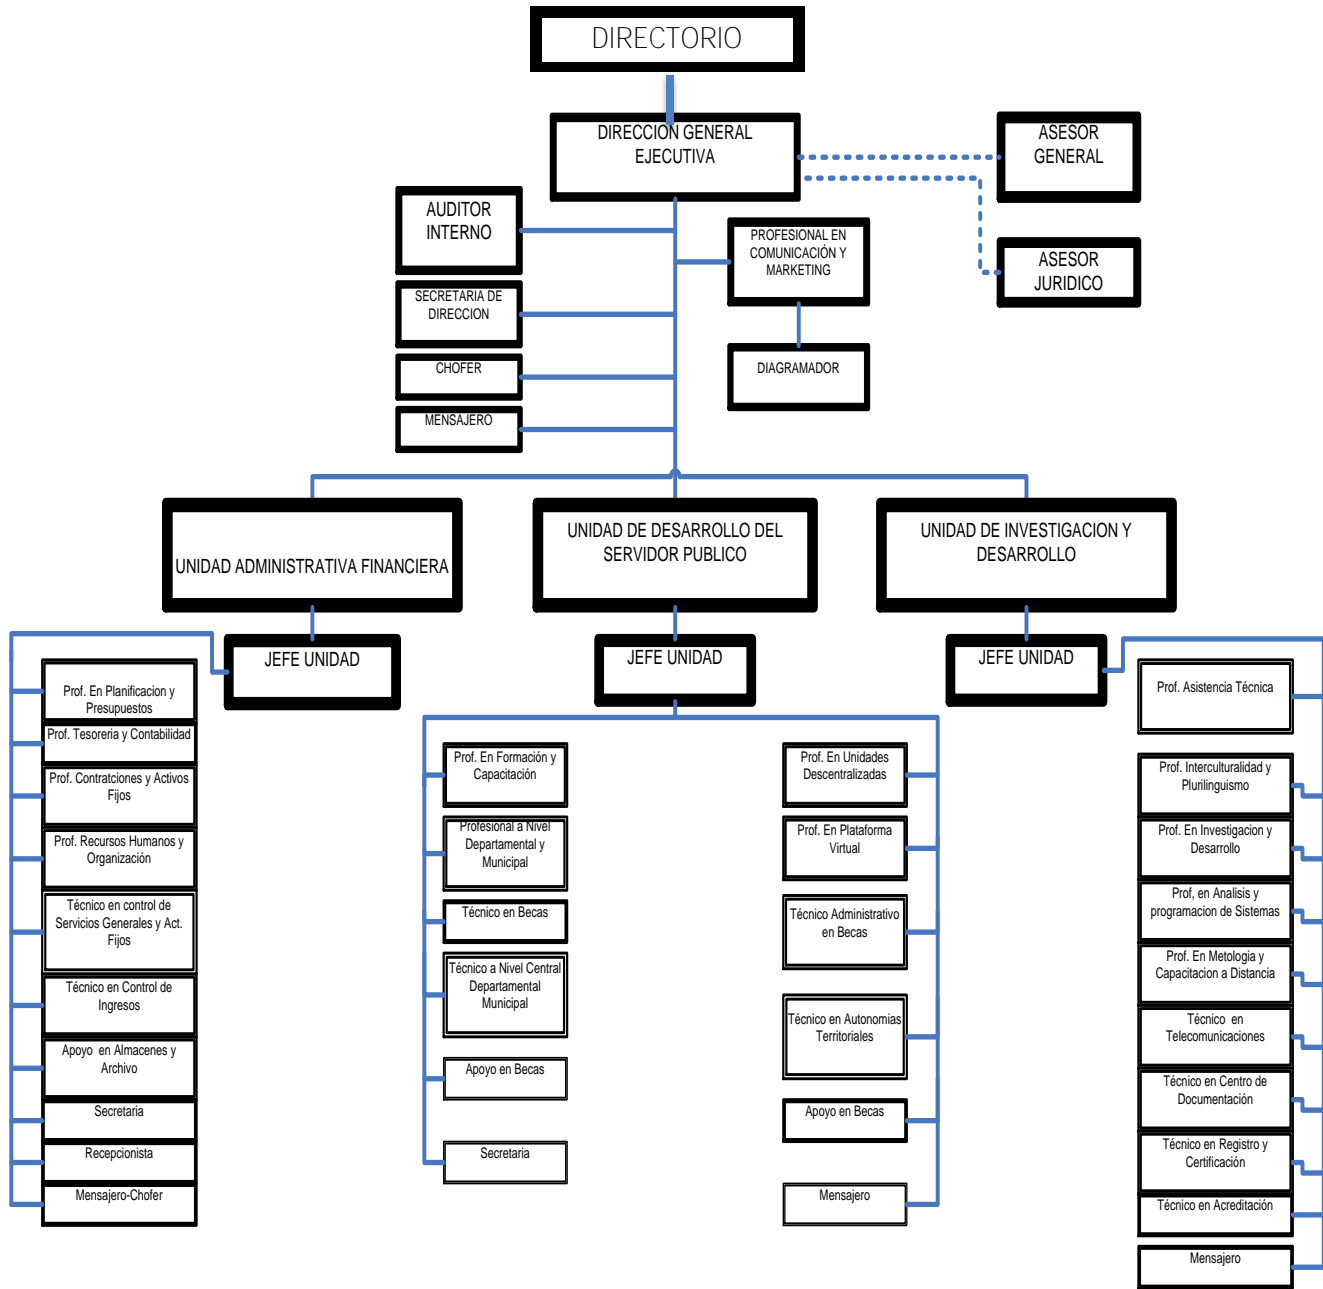 DIRECTORIO
DIRECCION GENERAL
EJECUTIVA
ASESOR
GENERAL
AUDITOR
INTERNO
PROFESIONAL EN
COMUNICACIÓN Y
MARKETING
ASESOR
JURIDICO
SECRETARIA DE
DIRECCION
CHOFER
DIAGRAMADOR
MENSAJERO
UNIDAD ADMINISTRATIVA FINANCIERA
UNIDAD DE DESARROLLO DEL
SERVIDOR PUBLICO
UNIDAD DE INVESTIGACION Y
DESARROLLO
JEFE UNIDAD
JEFE UNIDAD
JEFE UNIDAD
Prof. En Planificacion y
Presupuestos
Prof. Tesoreria y Contabilidad
Prof. Contratciones y Activos
Fijos
Prof. Recursos Humanos y
Organización
Técnico en control de
Servicios Generales y Act.
Fijos
Técnico en Control de
Ingresos
Apoyo en Almacenes y
Archivo
Secretaria
Recepcionista
Mensajero-Chofer
Prof. En Formación y
Capacitación
Profesional a Nivel
Departamental y
Municipal
Técnico en Becas
Técnico a Nivel Central
Departamental
Municipal
Apoyo en Becas
Secretaria
Prof. En Unidades
Descentralizadas
Prof. En Plataforma
Virtual
Técnico Administrativo
en Becas
Técnico en Autonomias
Territoriales
Apoyo en Becas
Mensajero
Prof. Asistencia Técnica
Prof. Interculturalidad y
Plurilinguismo
Prof. En Investigacion y
Desarrollo
Prof, en Analisis y
programacion de Sistemas
Prof. En Metologia y
Capacitacion a Distancia
Técnico en
Telecomunicaciones
Técnico en Centro de
Documentación
Técnico en Registro y
Certificación
Técnico en Acreditación
Mensajero